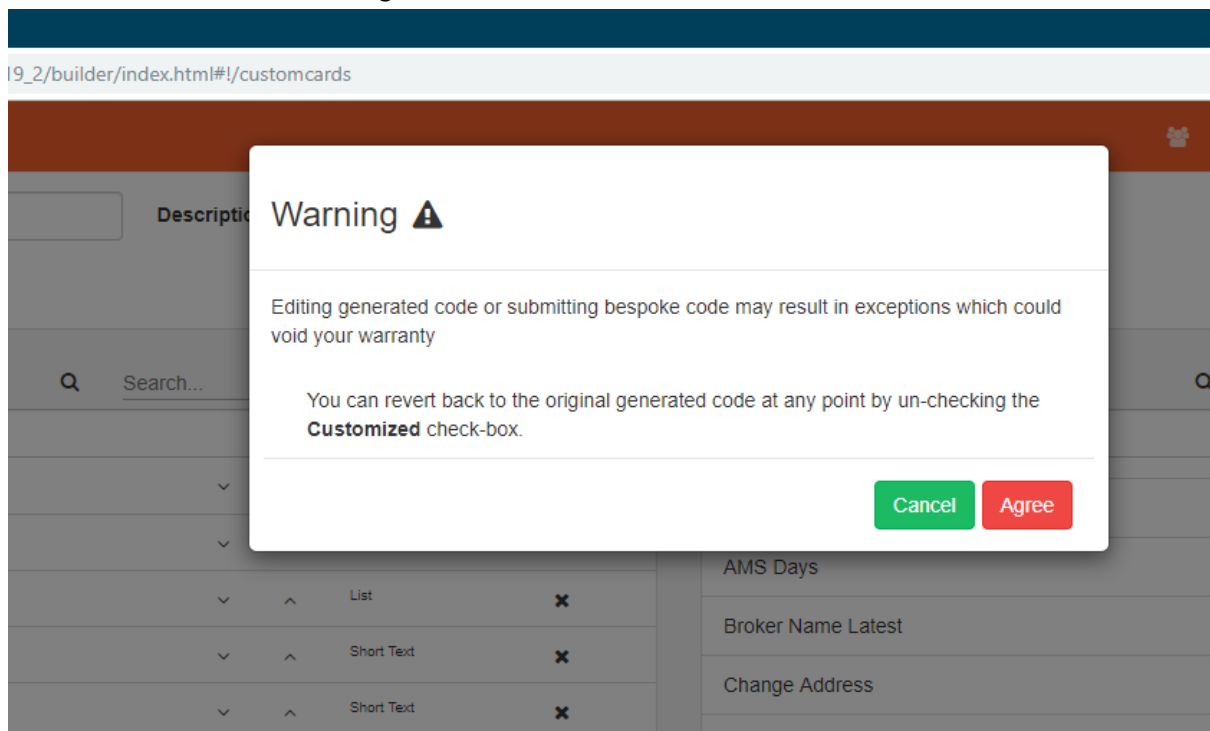 19_2/builder/index.html#!/customcards
Descriptio
Warning
Editing generated code or submitting bespoke code may result in exceptions which could
void your warranty
Search...
You can revert back to the original generated code at any point by un-checking the
Customized check-box.
Cancel Agree
AMS Days
List
Broker Name Latest
Short Text
Change Address
Short Text